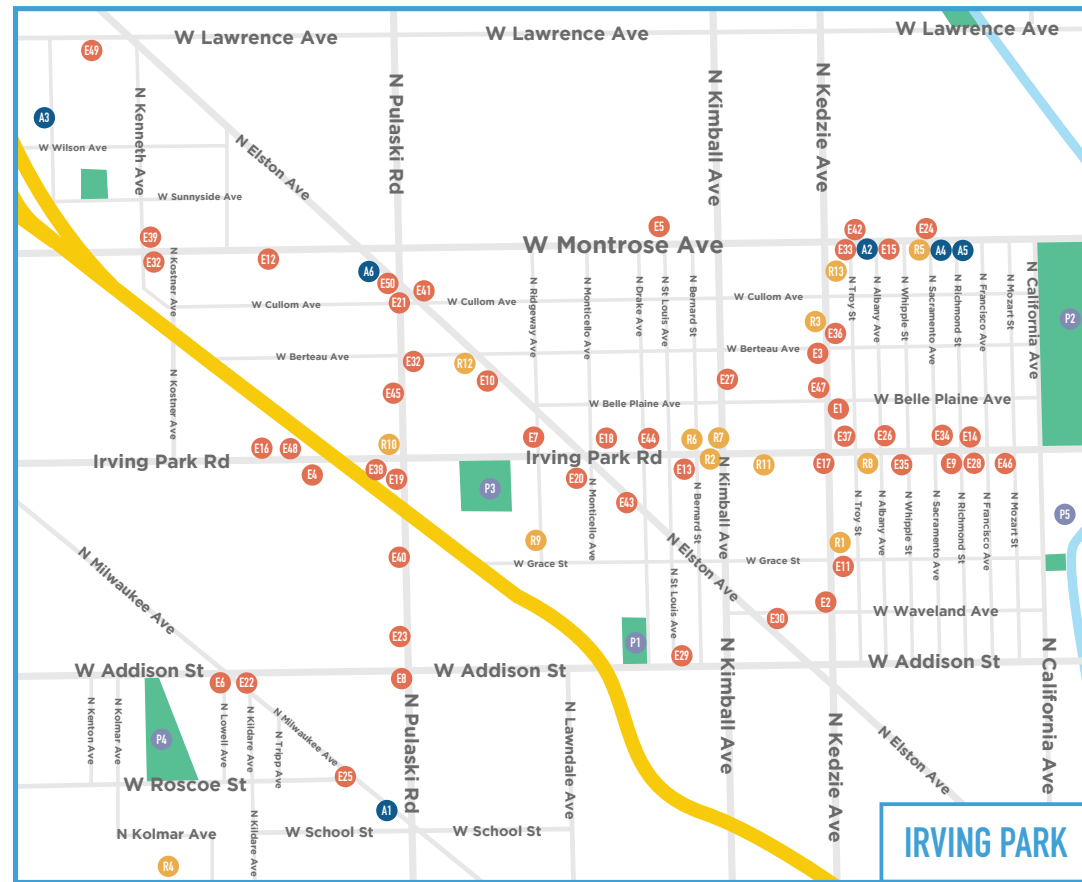 W Lawrence Ave
W Lawrence Ave
W Lawrence Ave
E49
A3
N Kenneth Ave
N Pulaski Rd
N Kimball Ave
N Kedzie Ave
N Elston Ave
W Wilson Ave
W Sunnyside Ave
E39
E32
N Kostner Ave
E12
A6
E50
E41
E21
E5
W Montrose Ave
E42
E33
A2
E15
E24
R5
A4
A5
R13
W Cullom Ave
W Cullom Ave
W Cullom Ave
N Ridgeway Ave
N Monticello Ave
N Drake Ave
N St Louis Ave
N Bernard St
N Troy St
N Albany Ave
N Whipple St
N Sacramento Ave
N Richmond St
N Francisco Ave
N Mozart St
N California Ave
P2
R3
E36
W Berteau Ave
E32
R12
E10
W Berteau Ave
E3
E27
E47
E45
N Kostner Ave
W Belle Plaine Ave
E1
W Belle Plaine Ave
E16
E48
R10
E7
E18
E44
R6
R7
E37
E26
E34
E14
Irving Park Rd
E4
E38
E19
P3
Irving Park Rd
E20
E43
E13
R2
R11
E17
R8
E35
E9
E28
E46
N Monticello Ave
N Bernard St
N Kimball Ave
N Troy St
N Albany Ave
N Whipple St
N Sacramento Ave
N Richmond St
N Francisco Ave
N Mozart St
P5
R9
R1
E40
W Grace St
N Elston Ave
W Grace St
E11
N Milwaukee Ave
E2
W Waveland Ave
E30
N St Louis Ave
E23
P1
E29
W Addison St
W Addison St
W Addison St
E6
E22
E8
N Kenton Ave
N Kolmar Ave
P4
N Lowell Ave
N Kildare Ave
N Tripp Ave
N Milwaukee Ave
N Pulaski Rd
N Lawndale Ave
N Kimball Ave
N Kedzie Ave
N Elston Ave
N California Ave
W Roscoe St
E25
A1
N Kolmar Ave
N Kildare Ave
W School St
W School St
R4
IRVING PARK